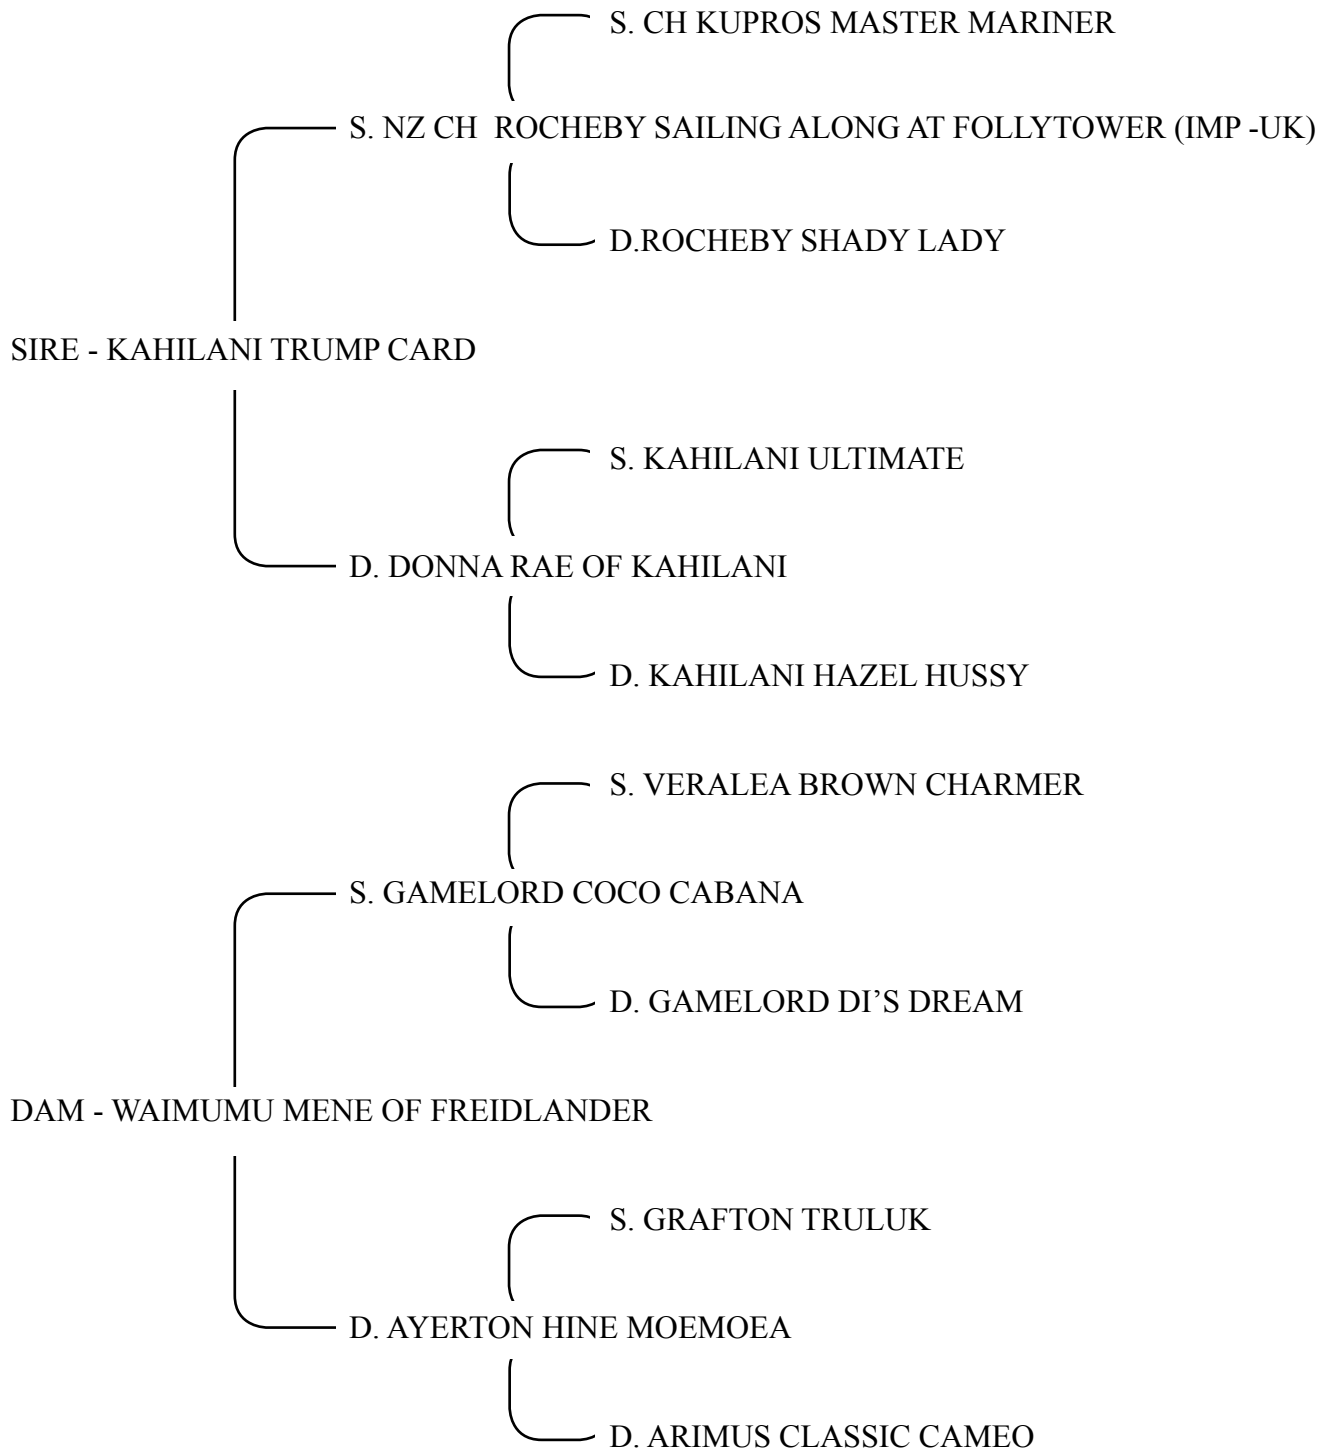 S. CH KUPROS MASTER MARINER
S. NZ CH  ROCHEBY SAILING ALONG AT FOLLYTOWER (IMP -UK)
D.ROCHEBY SHADY LADY
SIRE - KAHILANI TRUMP CARD
S. KAHILANI ULTIMATE
D. DONNA RAE OF KAHILANI
D. KAHILANI HAZEL HUSSY
S. VERALEA BROWN CHARMER
S. GAMELORD COCO CABANA
D. GAMELORD DI’S DREAM
DAM - WAIMUMU MENE OF FREIDLANDER
S. GRAFTON TRULUK
D. AYERTON HINE MOEMOEA
D. ARIMUS CLASSIC CAMEO